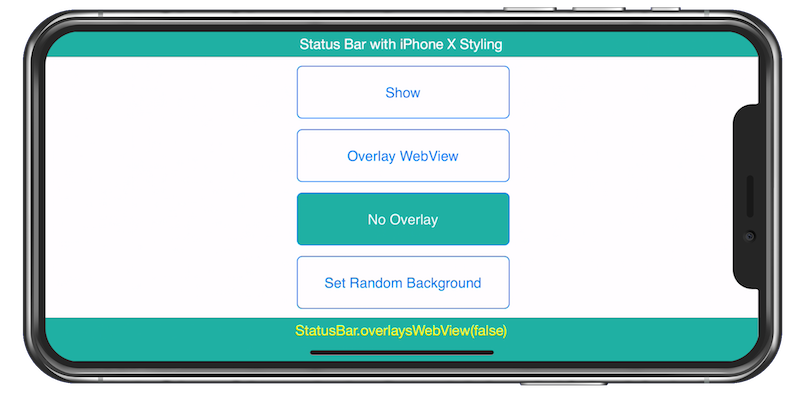 Status Bar with iPhone X Styling
Show
Overlay WebView
No Overlay
Set Random Background
StatusBar.overlaysWebView(false)